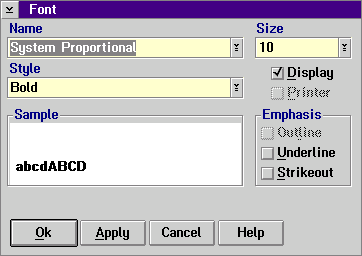 Font
Name
System Proportional
Size
10
Style
Bold
Display
Printer
Sample
abcdABCD
Emphasis
Outline
Underline
Strikeout
Ok
Apply
Cancel
Help